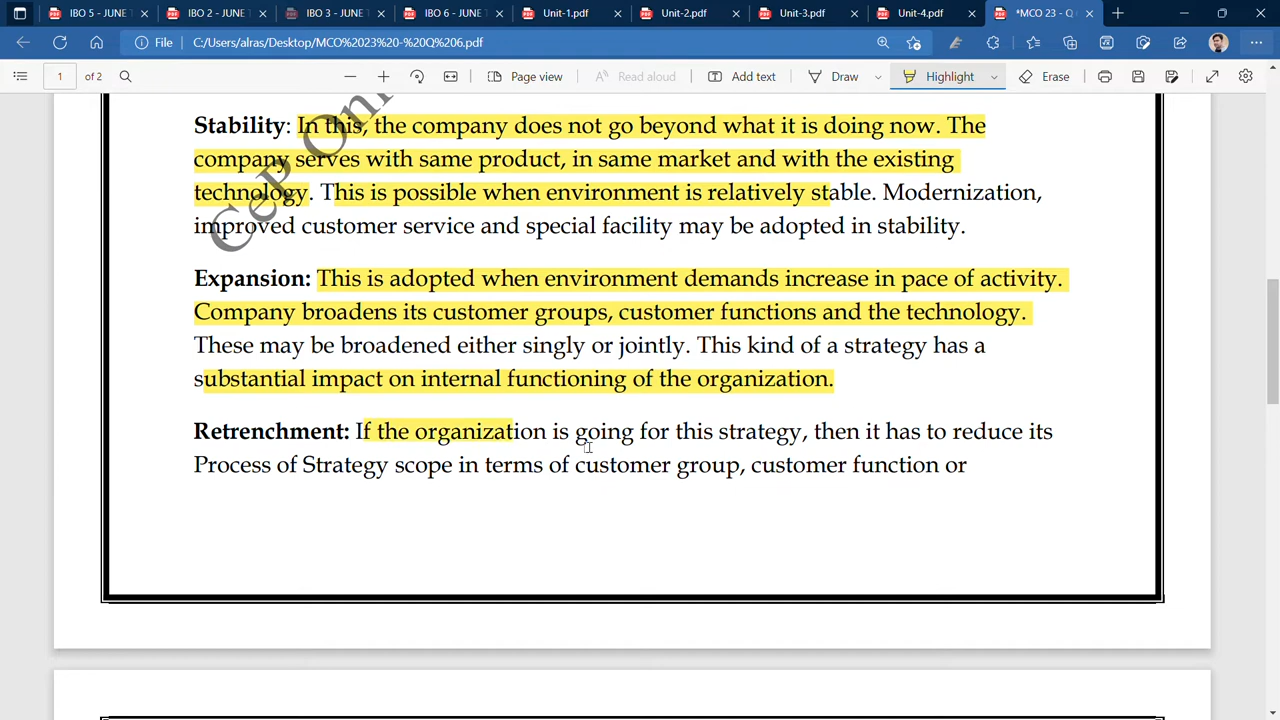 IBO 5 - JUNE
IBO 2 - JUNE
IBO 3 - JUNE
IBO 6 - JUNE
Unit-1.pdf
Unit-2.pdf
Unit-3.pdf
Unit-4.pdf
*MCO 23 - Q
File
C:/Users/alras/Desktop/MCO%2023%20-%20Q%206.pdf
1 of 2
Page view
Read aloud
Add text
Draw
Highlight
Erase
Stability: In this, the company does not go beyond what it is doing now. The
company serves with same product, in same market and with the existing
technology. This is possible when environment is relatively stable. Modernization,
improved customer service and special facility may be adopted in stability.
Expansion: This is adopted when environment demands increase in pace of activity.
Company broadens its customer groups, customer functions and the technology.
These may be broadened either singly or jointly. This kind of a strategy has a
substantial impact on internal functioning of the organization.
Retrenchment: If the organization is going for this strategy, then it has to reduce its
Process of Strategy scope in terms of customer group, customer function or
CeP